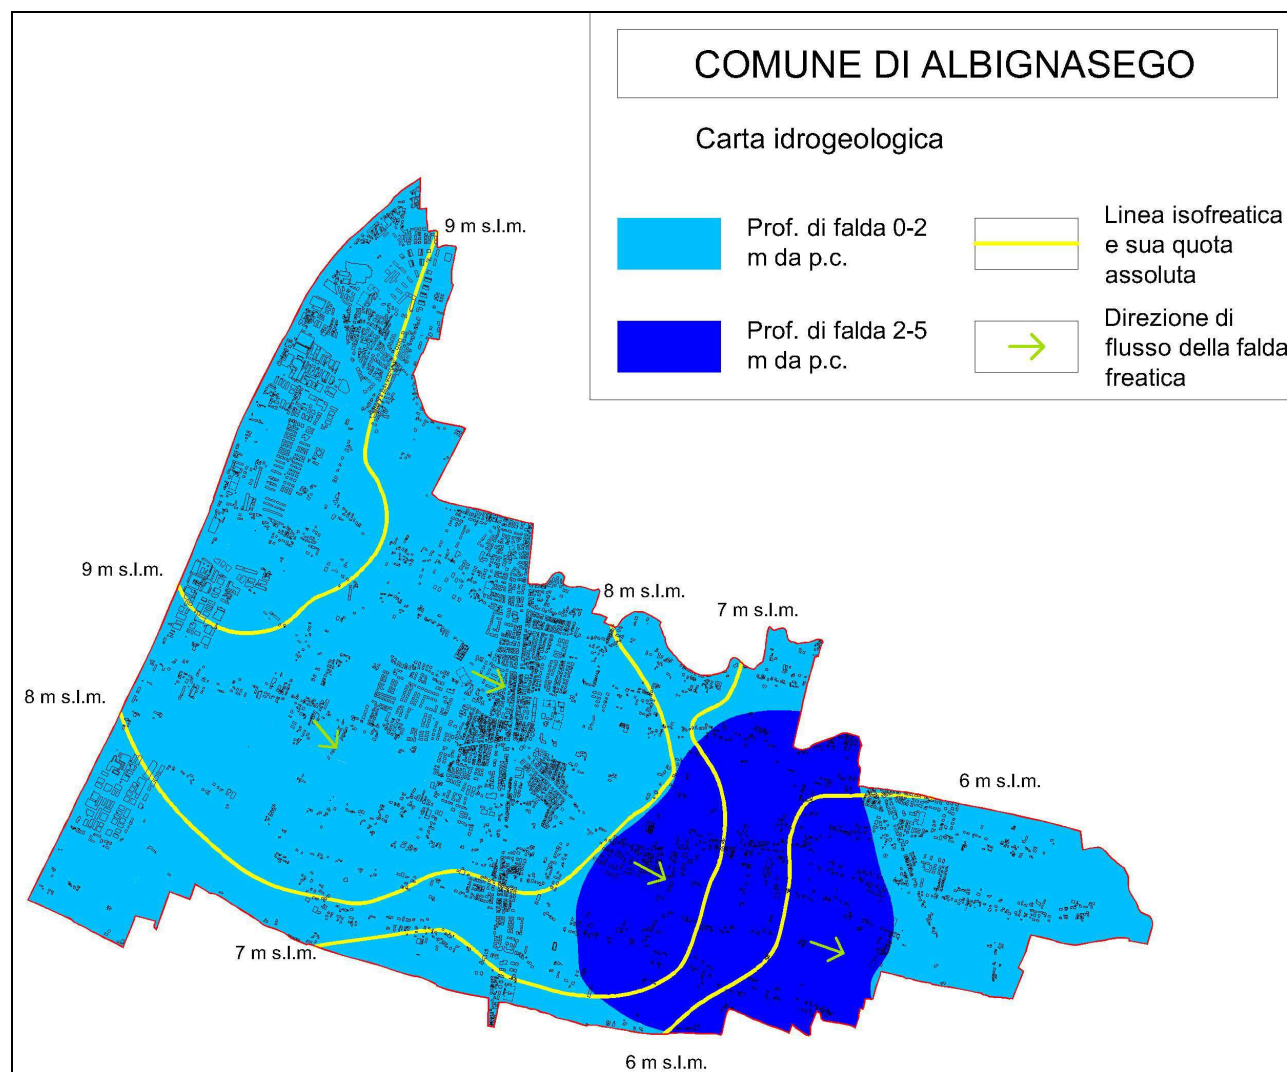 COMUNE DI ALBIGNASEGO
Carta idrogeologica
Prof. di falda 0-2
m da p.c.
Linea isofreatica
e sua quota
assoluta
Prof. di falda 2-5
m da p.c.
Direzione di
flusso della falda
freatica
9 m s.l.m.
9 m s.l.m.
8 m s.l.m.
7 m s.l.m.
8 m s.l.m.
6 m s.l.m.
7 m s.l.m.
6 m s.l.m.